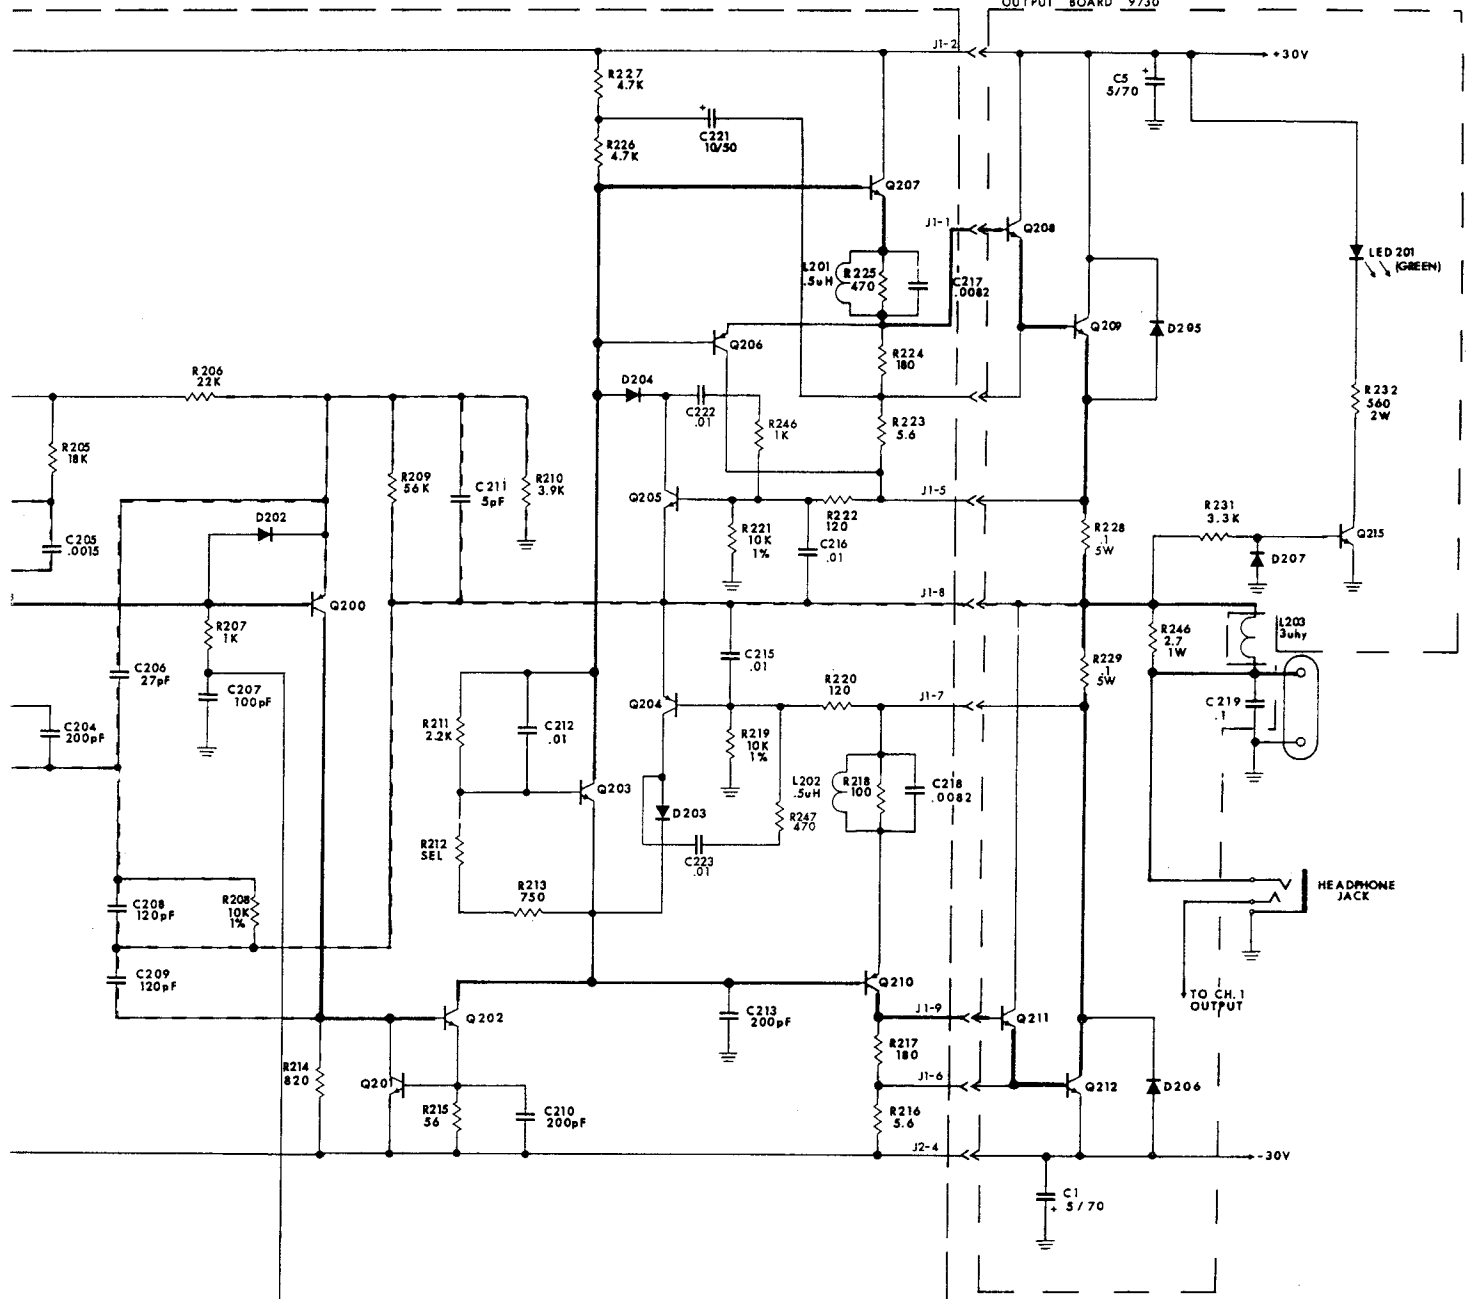 OUTPUT BOARD 9730
J1-2
+30V
R227
4.7K
C5
5/70
+
+
C221
10/50
R226
4.7K
Q207
J1-1
Q208
LED 201
(GREEN)
L201
.5uH
R225
470
C217
.0082
Q209
D205
Q206
R224
180
R206
22K
D204
R232
560
2W
C222
.01
R246
1K
R223
5.6
R205
18K
R209
56K
C211
5pF
R210
3.9K
Q205
J1-5
D202
R221
10K
1%
R222
120
C216
.01
R228
.1
5W
R231
3.3K
Q215
C205
.0015
D207
Q200
J1-8
R207
1K
L203
3uhy
R246
2.7
1W
C206
27pF
C207
100pF
C215
.01
R229
.1
5W
R220
120
Q204
J1-7
C219
.1
C204
200pF
R211
2.2K
C212
.01
R219
10K
1%
L202
.5uH
R218
100
C218
.0082
Q203
D203
R247
470
R212
SEL
C223
.01
R213
750
HEADPHONE
JACK
C208
120pF
R208
10K
1%
C209
120pF
Q210
TO CH.1
OUTPUT
Q202
C213
200pF
J1-9
Q211
R217
180
R214
820
Q201
J1-6
Q212
D206
R215
56
C210
200pF
R216
5.6
J2-4
-30V
C1
5/70
+